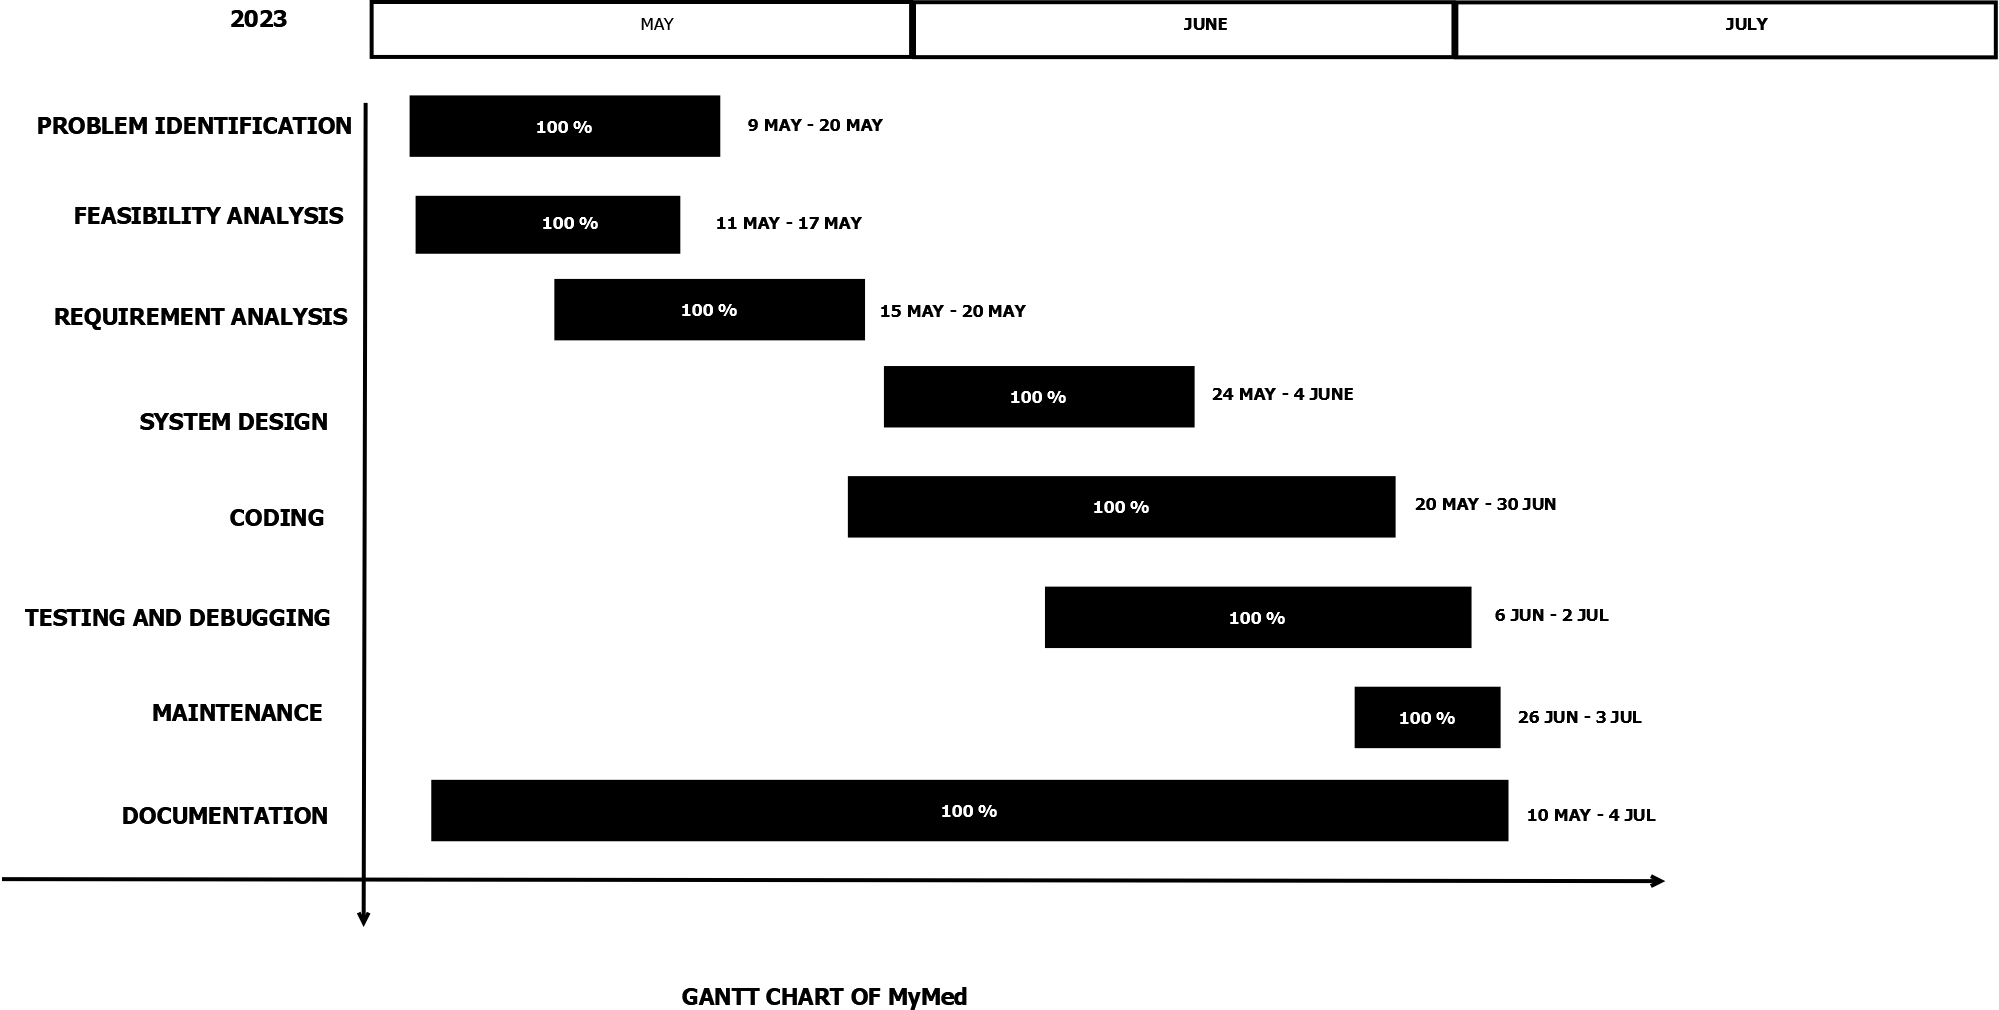 2023
MAY
JUNE
JULY
PROBLEM IDENTIFICATION
100 %
9 MAY - 20 MAY
FEASIBILITY ANALYSIS
100 %
11 MAY - 17 MAY
REQUIREMENT ANALYSIS
100 %
15 MAY - 20 MAY
SYSTEM DESIGN
100 %
24 MAY - 4 JUNE
CODING
100 %
20 MAY - 30 JUN
TESTING AND DEBUGGING
100 %
6 JUN - 2 JUL
MAINTENANCE
100 %
26 JUN - 3 JUL
DOCUMENTATION
100 %
10 MAY - 4 JUL
GANTT CHART OF MyMed